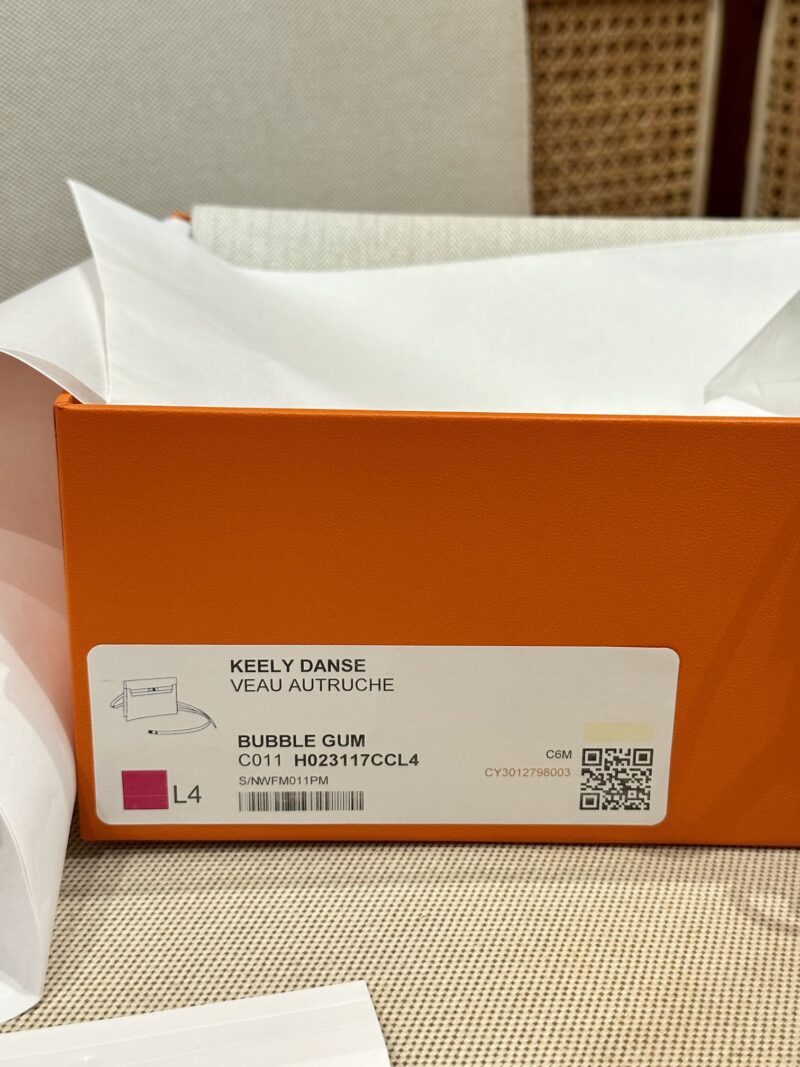 KEELY DANSE
VEAU AUTRUCHE
BUBBLE GUM
C011 H023117CCL4
S/NWFM011PM
L4
C6M
CY3012798003